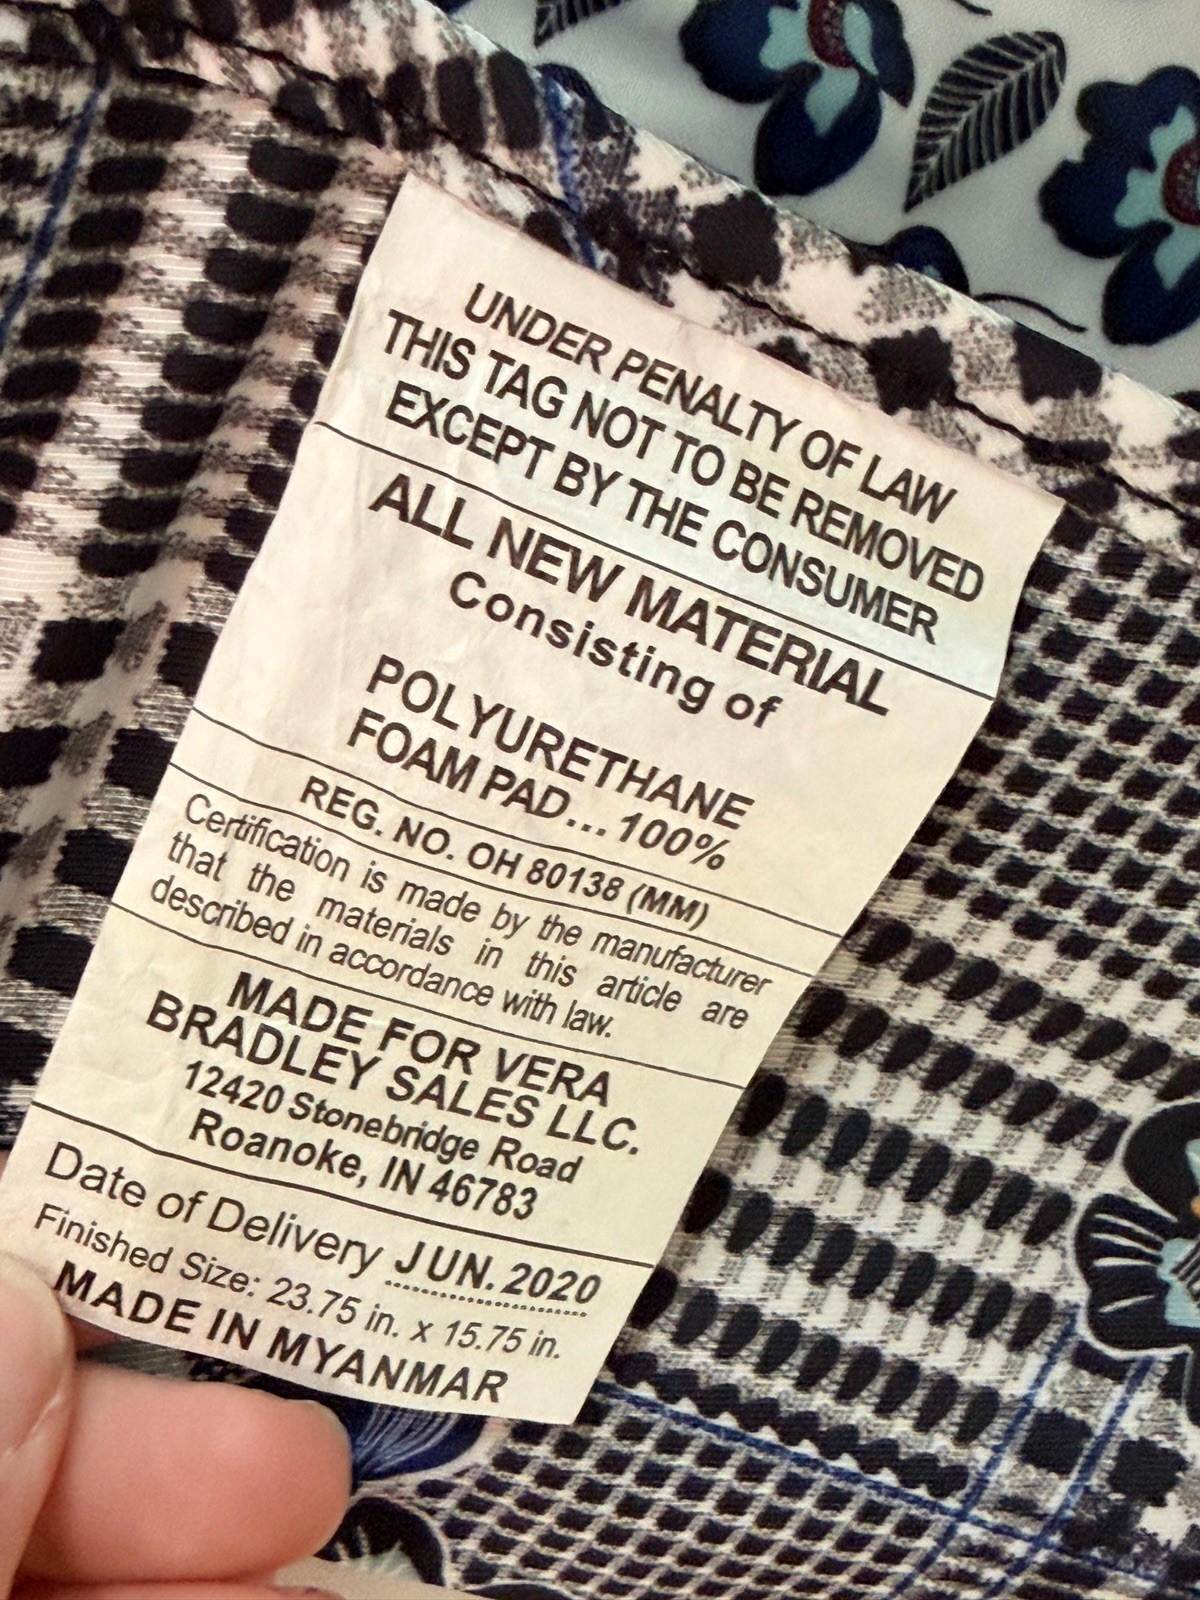 UNDER PENALTY OF LAW
THIS TAG NOT TO BE REMOVED
EXCEPT BY THE CONSUMER
ALL NEW MATERIAL
Consisting of
POLYURETHANE
FOAM PAD... 100%
REG. NO. OH 80138 (MM)
Certification is made by the manufacturer
that the materials in this article are
described in accordance with law.
MADE FOR VERA
BRADLEY SALES LLC.
12420 Stonebridge Road
Roanoke, IN 46783
Date of Delivery JUN. 2020
Finished Size: 23.75 in. x 15.75 in.
MADE IN MYANMAR